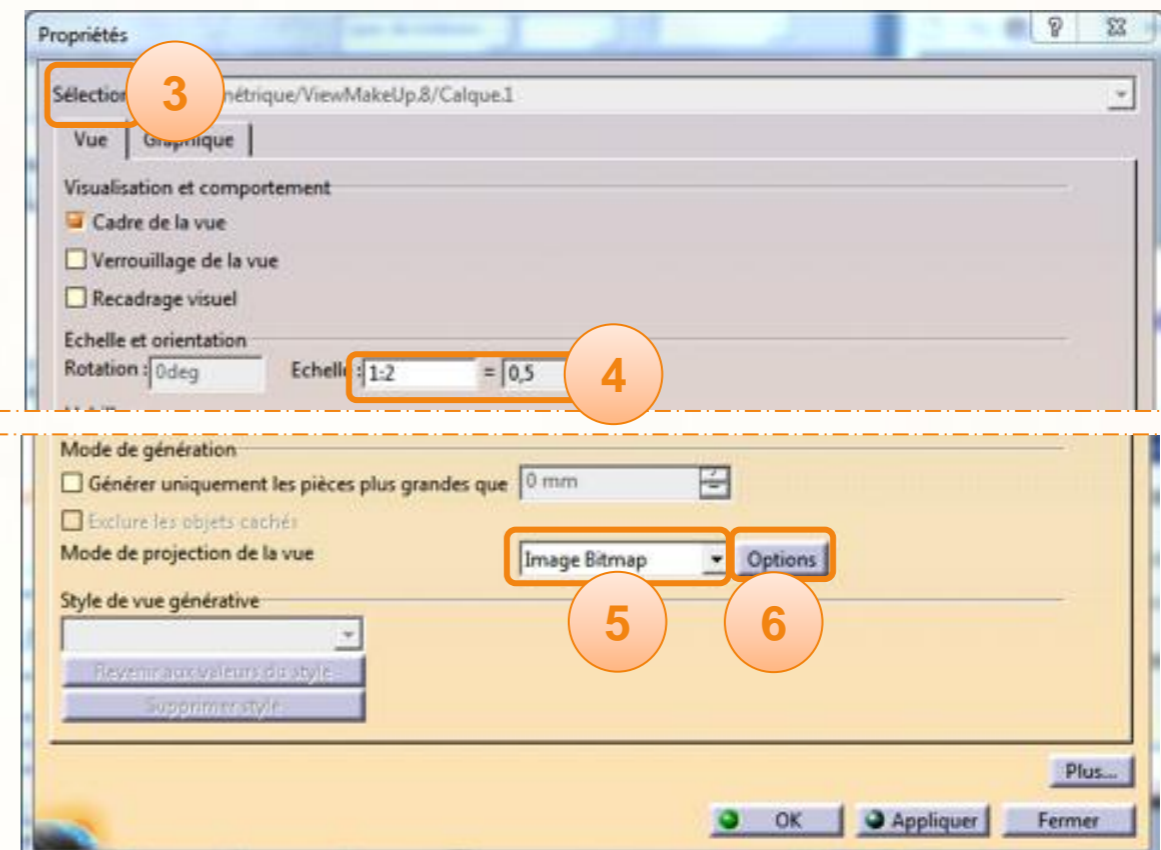 Propriétés
3
métrique/ViewMakeUp.8/Calque.1
Vue
Visualisation et comportement
Cadre de la vue
Verrouillage de la vue
Recadrage visuel
Echelle et orientation
Rotation : 0deg Echelle : 1:2 = 0,5 4
Mode de génération
Générer uniquement les pièces plus grandes que 0 mm
Exclure les objets cachés
Mode de projection de la vue Image Bitmap Options
5 6
Style de vue générative
Revenir aux valeurs du style
Supprimer style
Plus...
OK Appliquer Fermer